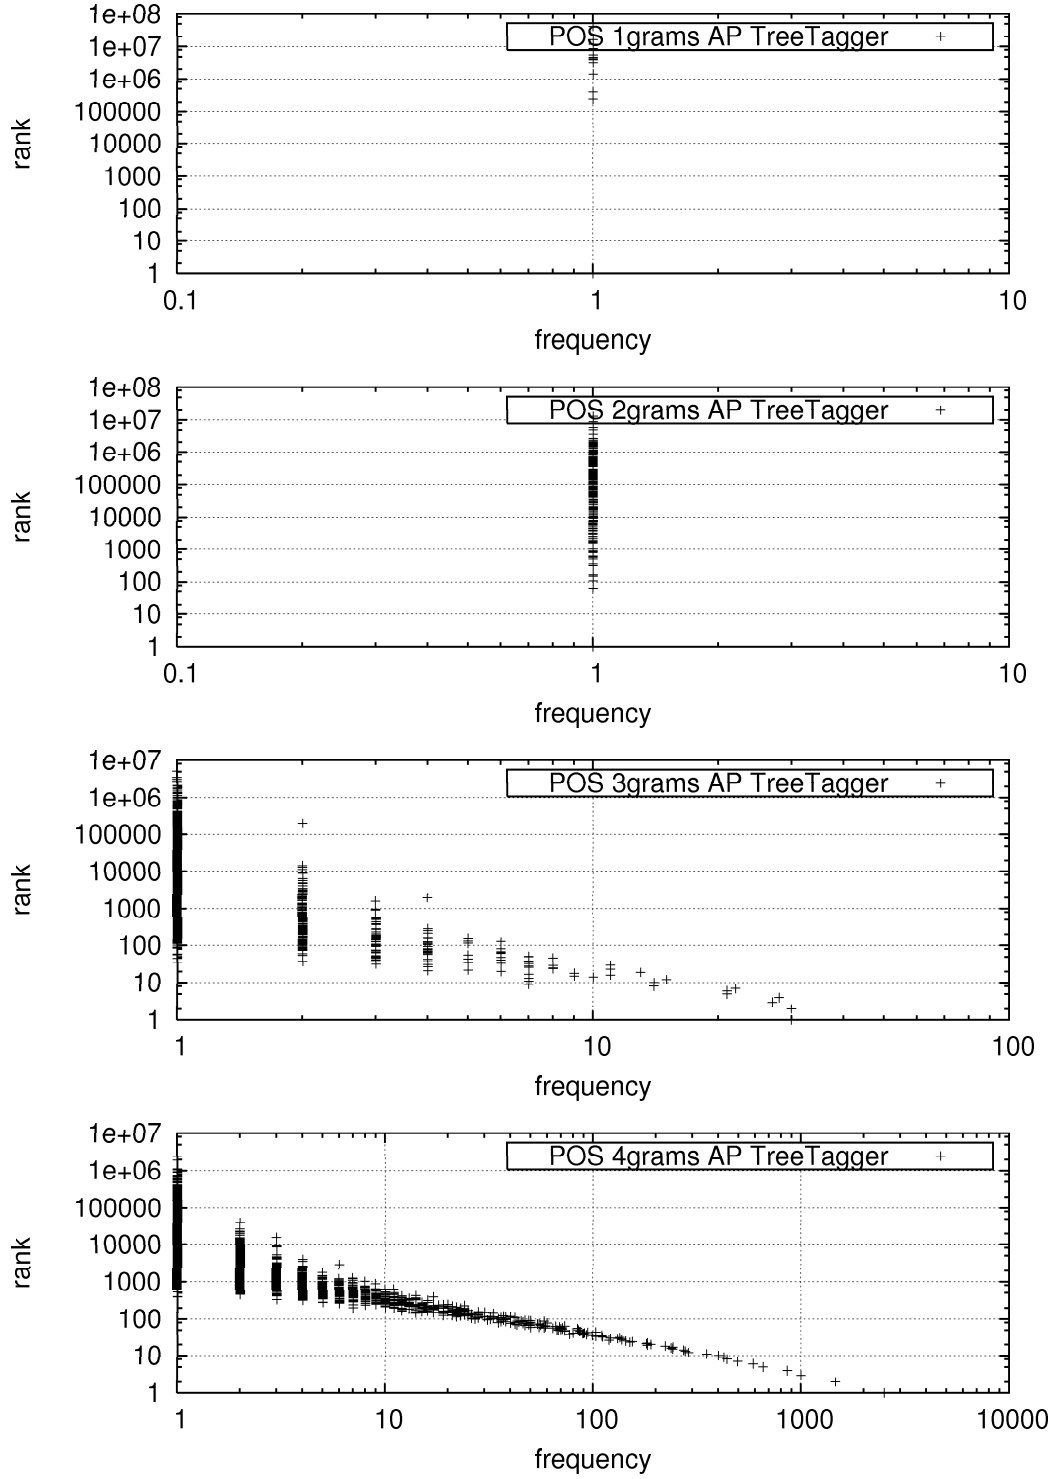 1e+08
POS 1grams AP TreeTagger
1e+07
1e+06
100000
10000
1000
100
10
1
rank
0.1 1 10
frequency
1e+08
POS 2grams AP TreeTagger
1e+07
1e+06
100000
10000
1000
100
10
1
rank
0.1 1 10
frequency
1e+07
POS 3grams AP TreeTagger
1e+06
100000
10000
1000
100
10
1
rank
1 10 100
frequency
1e+07
POS 4grams AP TreeTagger
1e+06
100000
10000
1000
100
10
1
rank
1 10 100 1000 10000
frequency